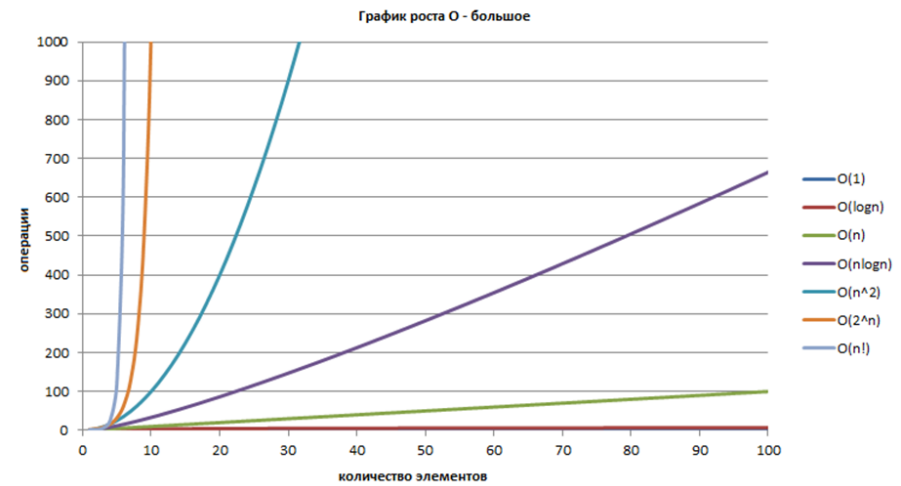 График роста O - большое
1000
900
800
700
600
500
400
300
200
100
0
операции
0 10 20 30 40 50 60 70 80 90 100
количество элементов
O(1)
O(logn)
O(n)
O(nlogn)
O(n^2)
O(2^n)
O(n!)